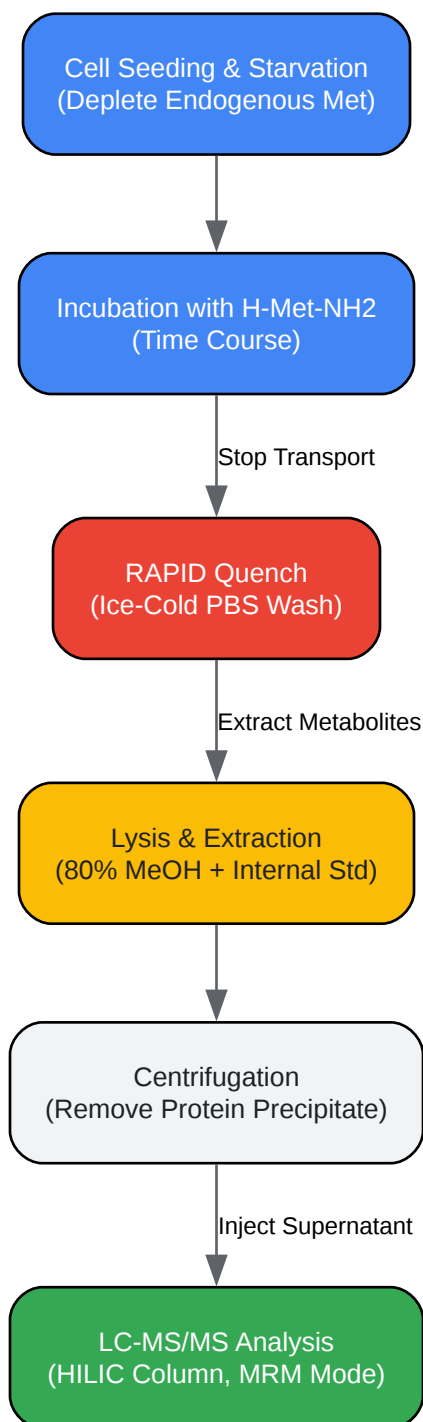 Cell Seeding & Starvation
(Deplete Endogenous Met)
Incubation with H-Met-NH2
(Time Course)
Stop Transport
RAPID Quench
(Ice-Cold PBS Wash)
Extract Metabolites
Lysis & Extraction
(80% MeOH + Internal Std)
Centrifugation
(Remove Protein Precipitate)
Inject Supernatant
LC-MS/MS Analysis
(HILIC Column, MRM Mode)